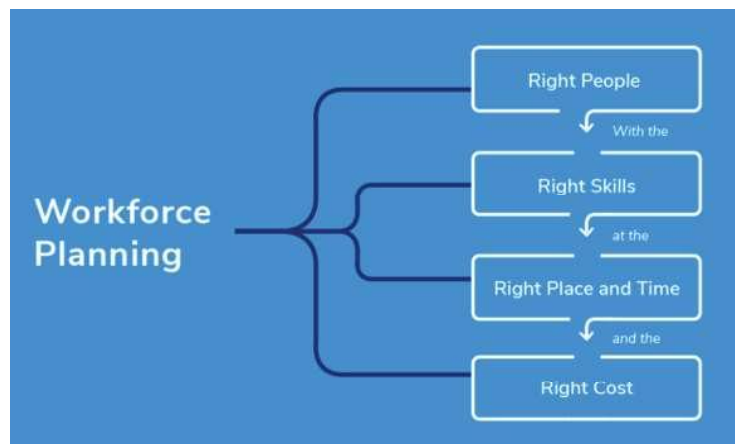 Workforce
Planning
Right People
With the
Right Skills
at the
Right Place and Time
and the
Right Cost